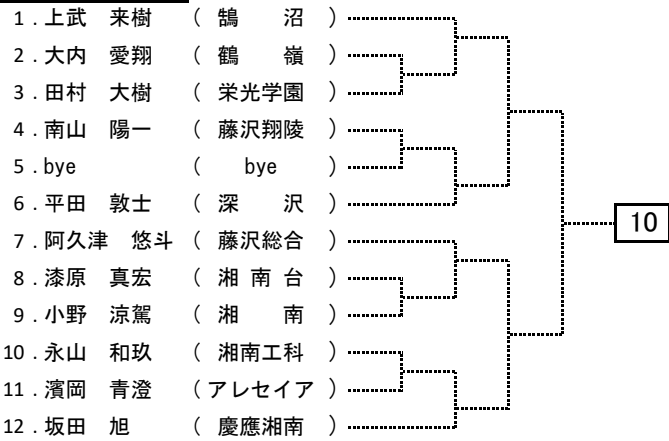 1．上武　来樹　（ 鵠　沼 ）
2．大内　愛翔　（ 鶴　嶺 ）
3．田村　大樹　（ 栄光学園 ）
4．南山　陽一　（ 藤沢翔陵 ）
5．bye　（ bye ）
6．平田　敦士　（ 深　沢 ）
7．阿久津　悠斗　（ 藤沢総合 ）
8．漆原　真宏　（ 湘 南 台 ）
9．小野　涼駕　（ 湘　南 ）
10．永山　和玖　（ 湘南工科 ）
11．濱岡　青澄　（ アレセイア ）
12．坂田　旭　（ 慶應湘南 ）
10